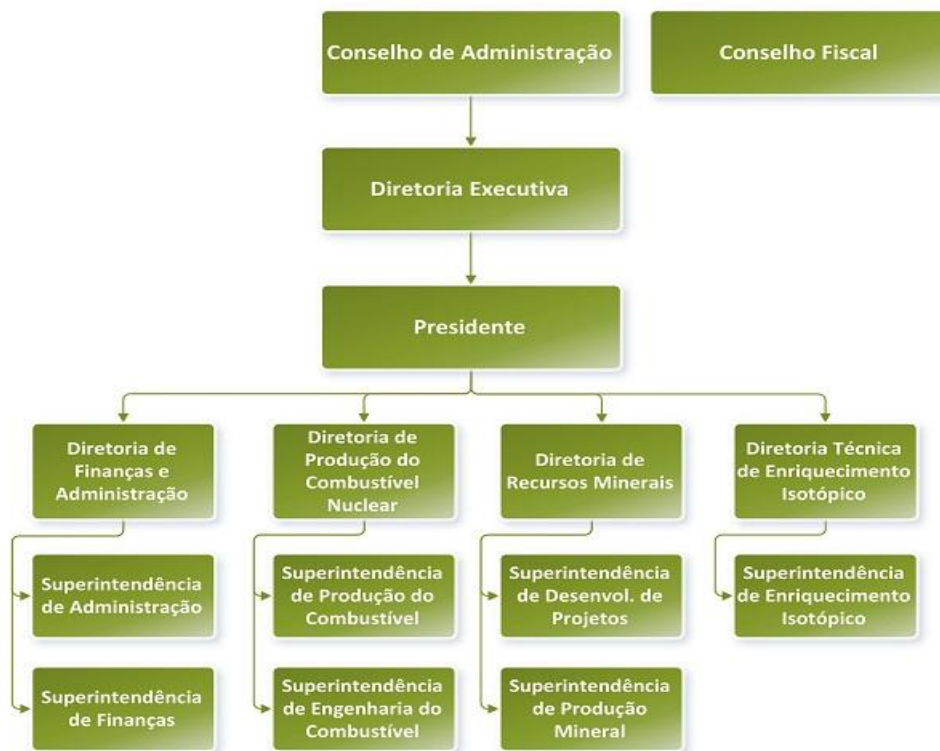 Conselho de Administração
Conselho Fiscal
Diretoria Executiva
Presidente
Diretoria de
Finanças e
Administração
Diretoria de
Produção do
Combustível
Nuclear
Diretoria de
Recursos Minerais
Diretoria Técnica
de Enriquecimento
Isotópico
Superintendência
de Administração
Superintendência
de Produção do
Combustível
Superintendência
de Desenvol. de
Projetos
Superintendência
de Enriquecimento
Isotópico
Superintendência
de Finanças
Superintendência
de Engenharia do
Combustível
Superintendência
de Produção
Mineral